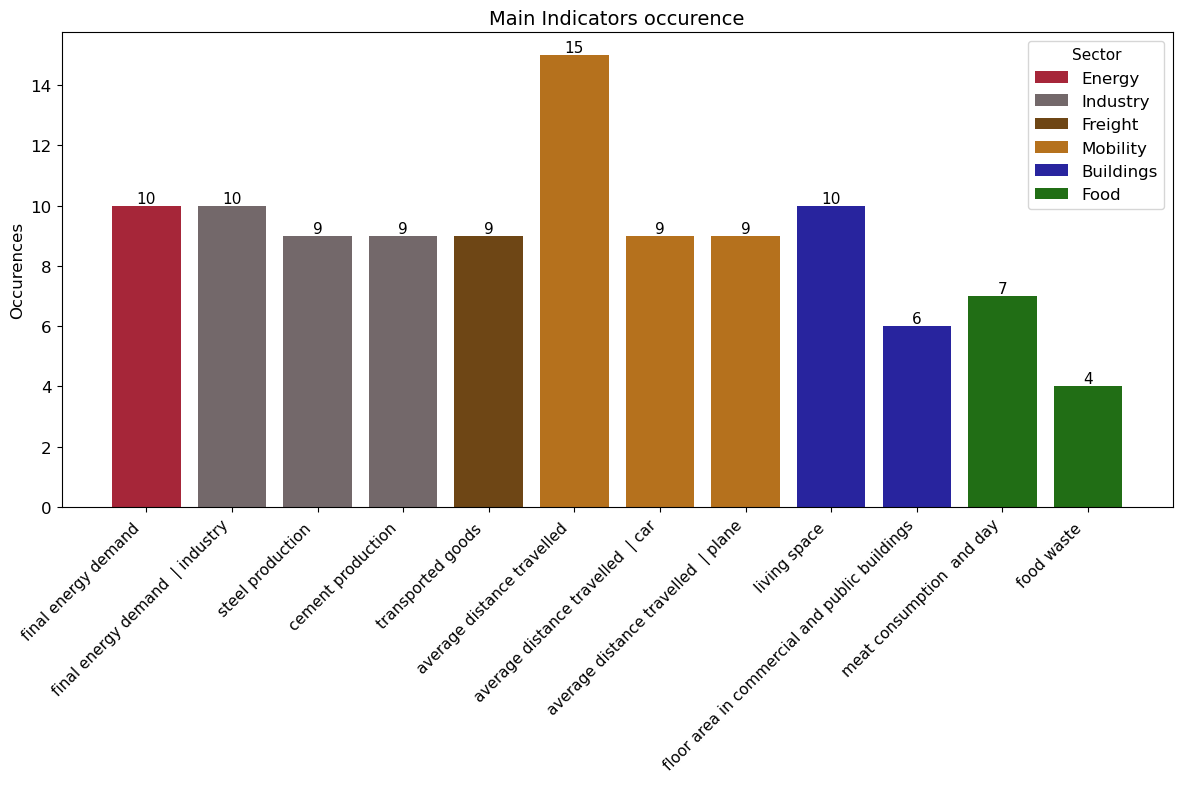 Main Indicators occurence
Occurences
14
12
10
8
6
4
2
0
10
10
9
9
9
15
9
9
10
6
7
4
Sector
Energy
Industry
Freight
Mobility
Buildings
Food
final energy demand
final energy demand | industry
steel production
cement production
transported goods
average distance travelled
average distance travelled | car
average distance travelled | plane
living space
floor area in commercial and public buildings
meat consumption and day
food waste